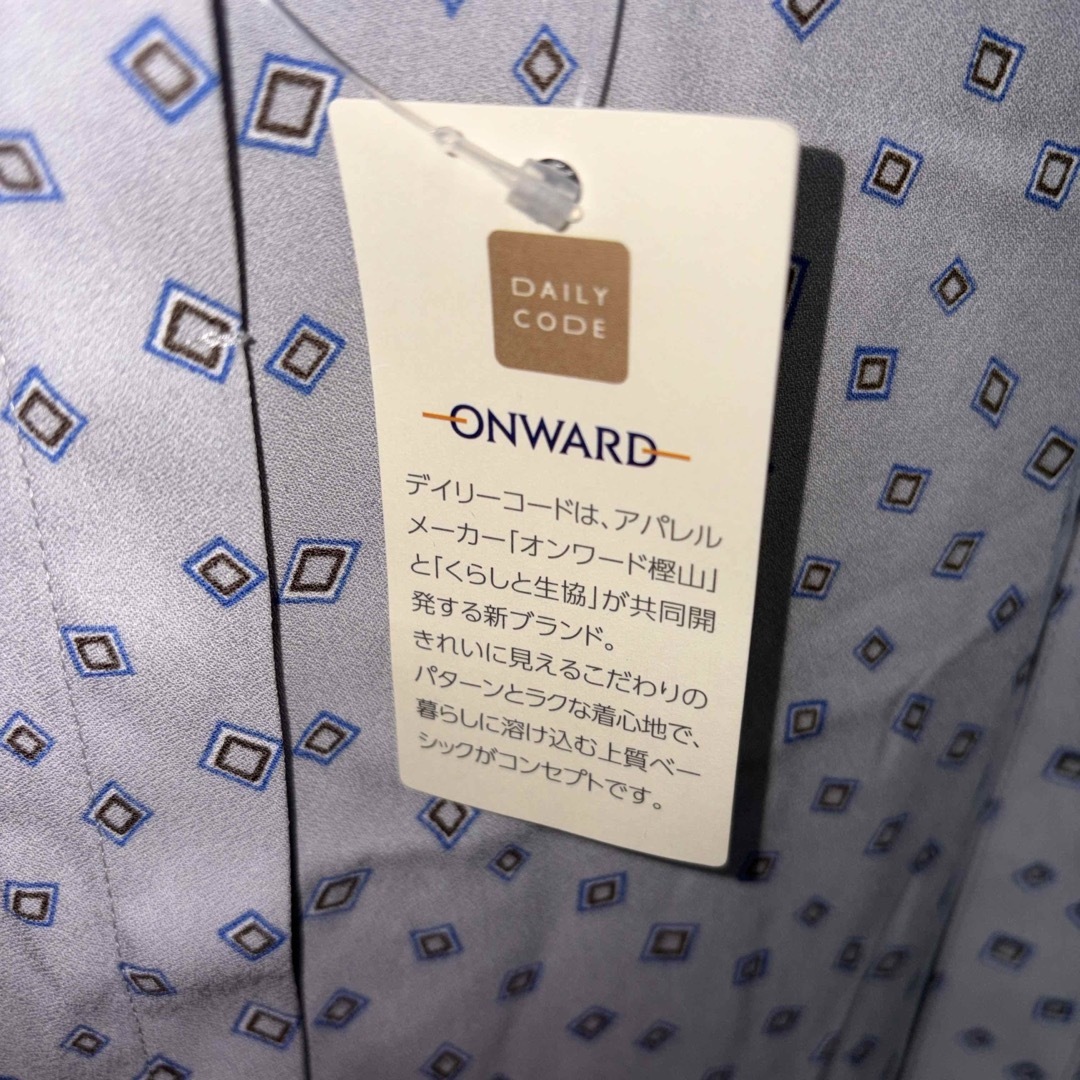 DAILY
CODE
ONWARD
デイリーコードは、アパレル
メーカー「オンワード樫山」
と「くらしと生協」が共同開
発する新ブランド。
きれいに見えるこだわりの
パターンとラクな着心地で、
暮らしに溶け込む上質ベー
シックがコンセプトです。